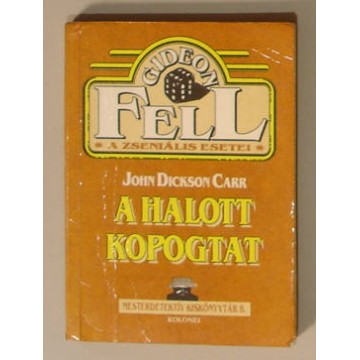 GIDEON
FELL
A ZSENIÁLIS ESETEI
JOHN DICKSON CARR
A HALOTT
KOPOGTAT
MESTERDETEKTÍV KISKÖNYVTÁR 8.
KOLONEL